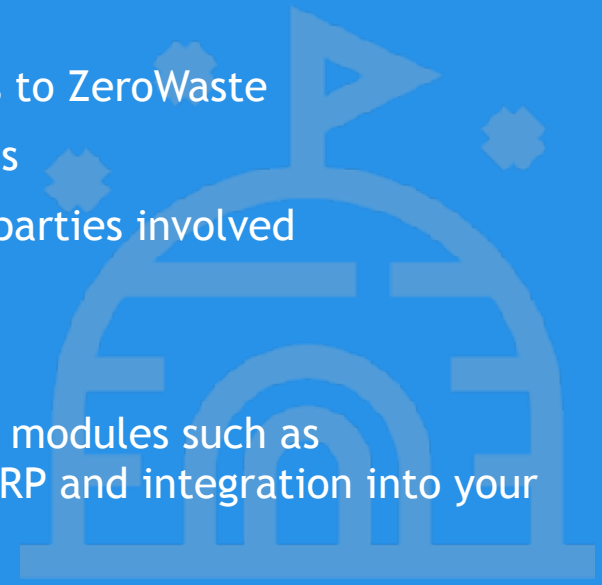 to ZeroWaste
parties involved
modules such as
RP and integration into your